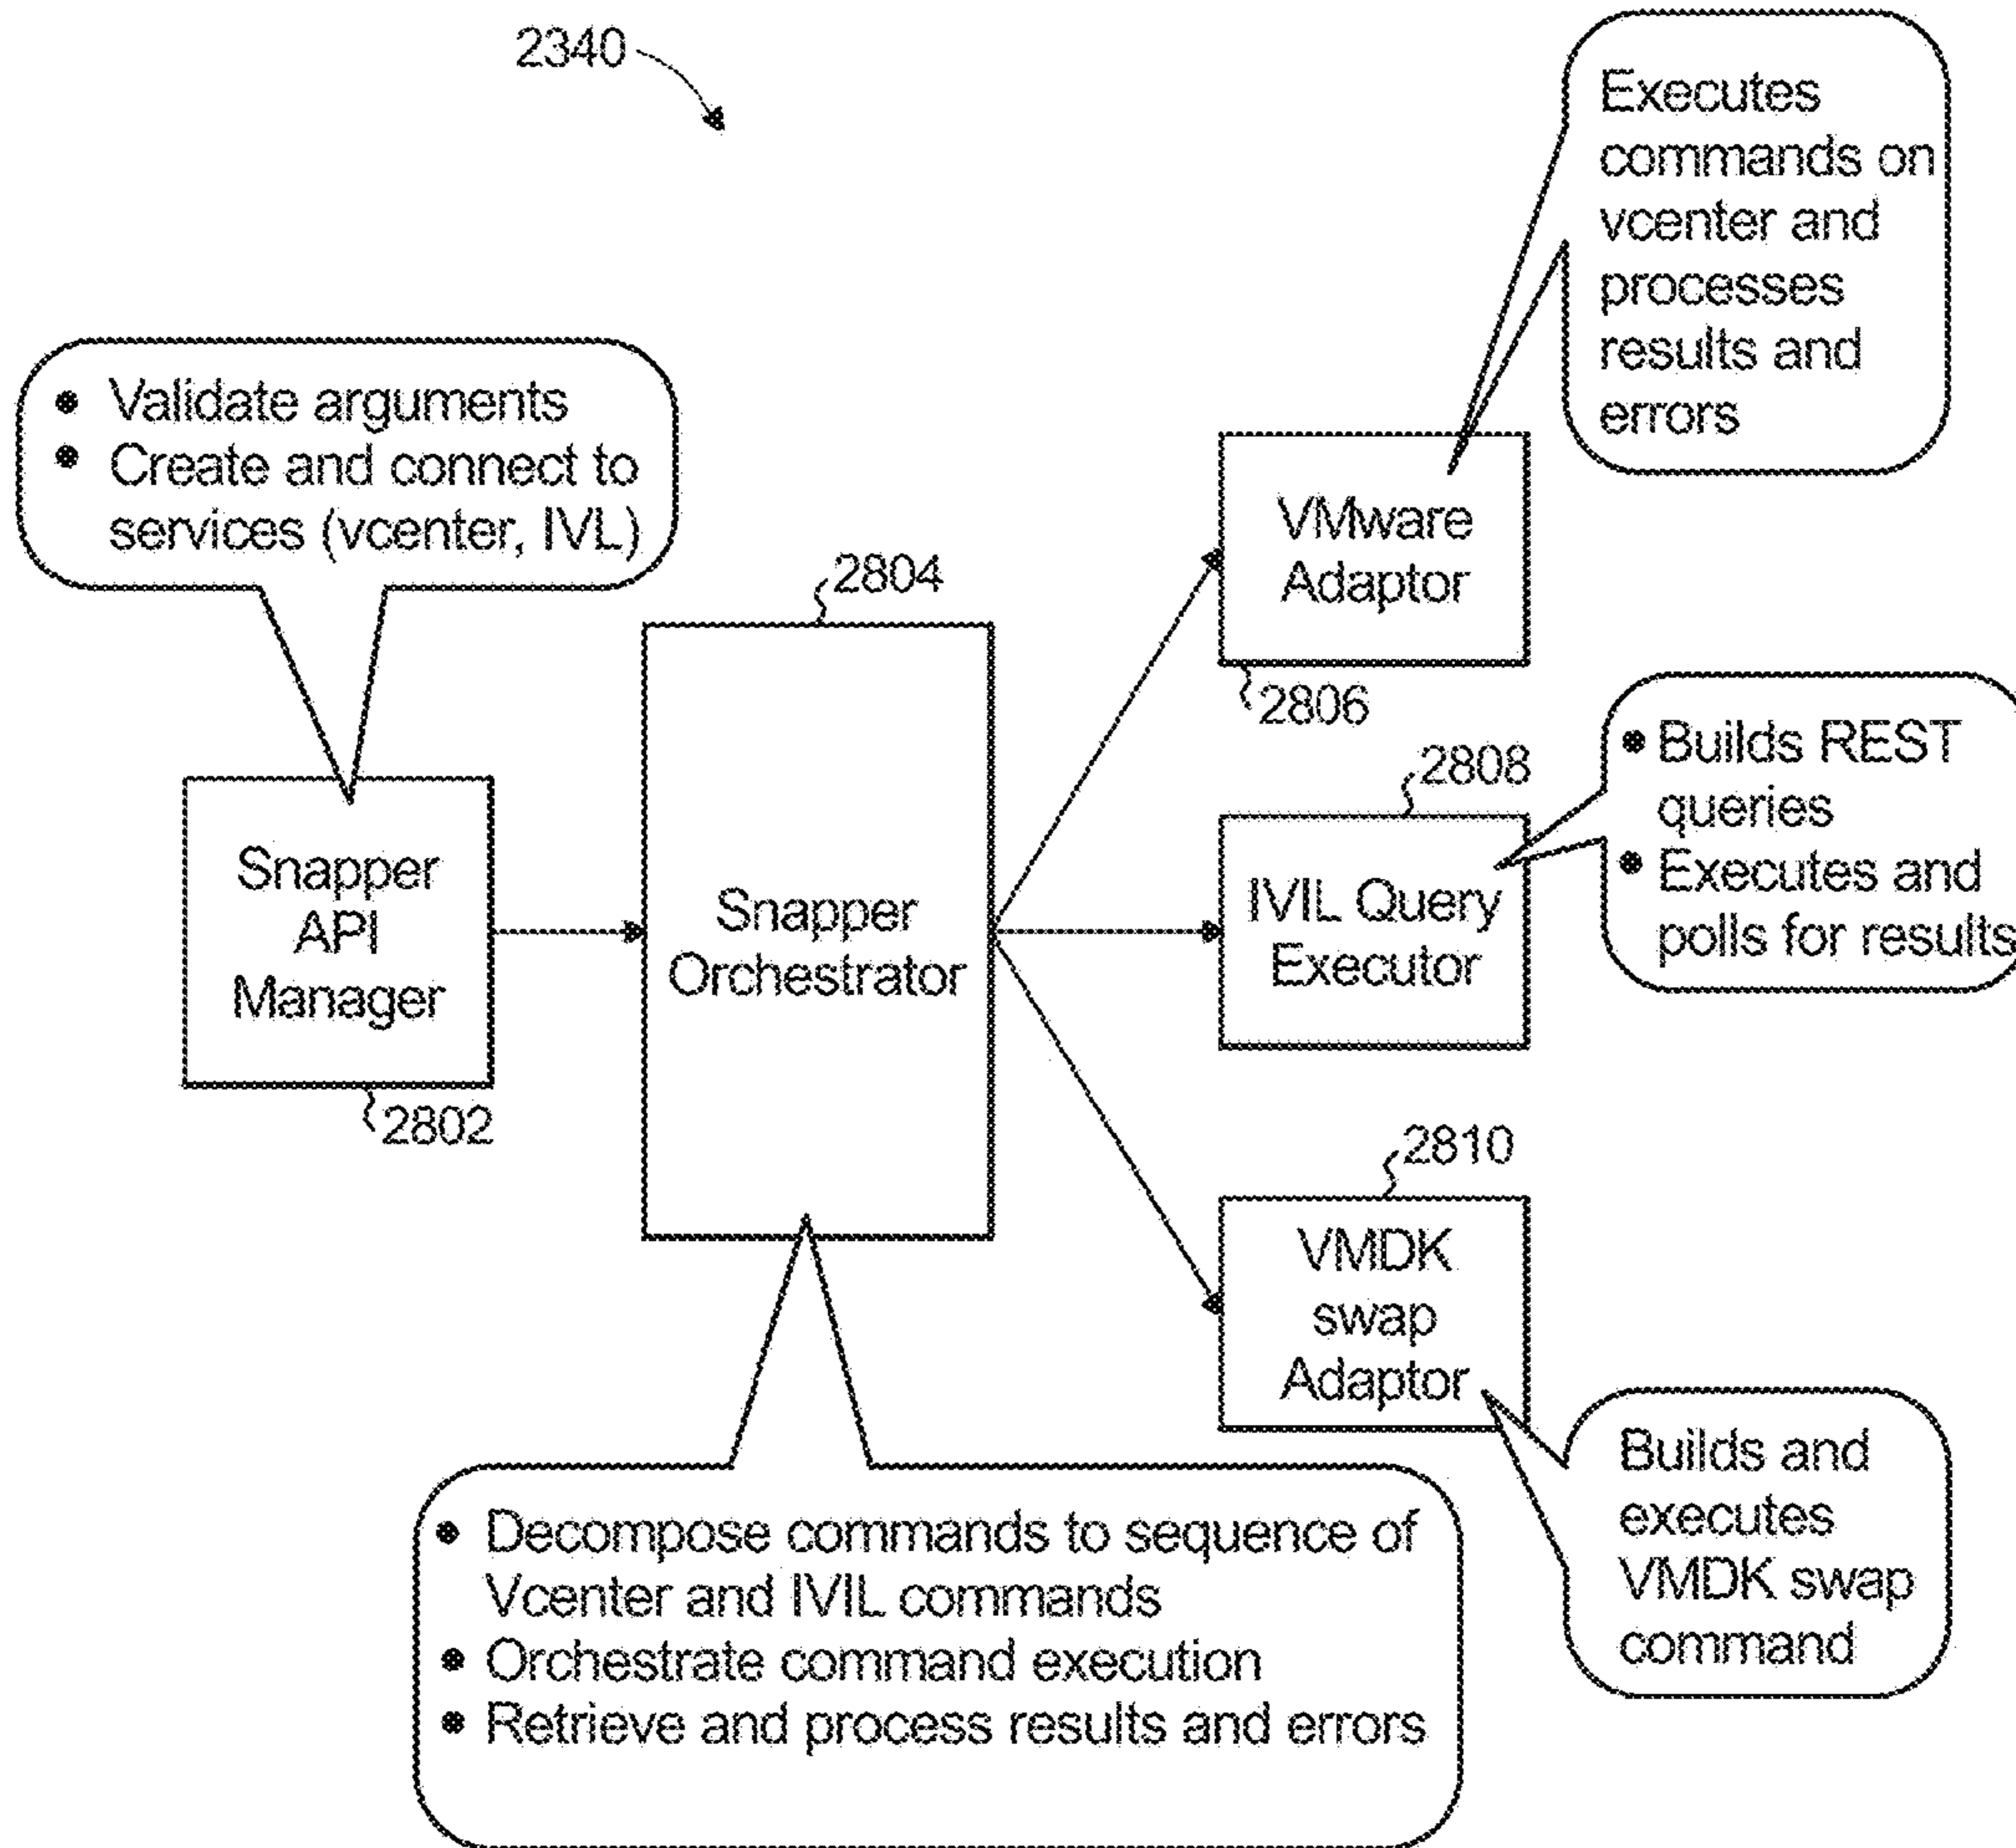 2340
Executes
commands on
vcenter and
processes
results and
errors
• Validate arguments
• Create and connect to
services (vcenter, IVL)
2804
VMware
Adaptor
2806
• Builds REST
queries
• Executes and
polls for results
2808
Snapper
API
Manager
2802
Snapper
Orchestrator
IVIL Query
Executor
2810
VMDK
swap
Adaptor
Builds and
executes
VMDK swap
command
• Decompose commands to sequence of
Vcenter and IVIL commands
• Orchestrate command execution
• Retrieve and process results and errors